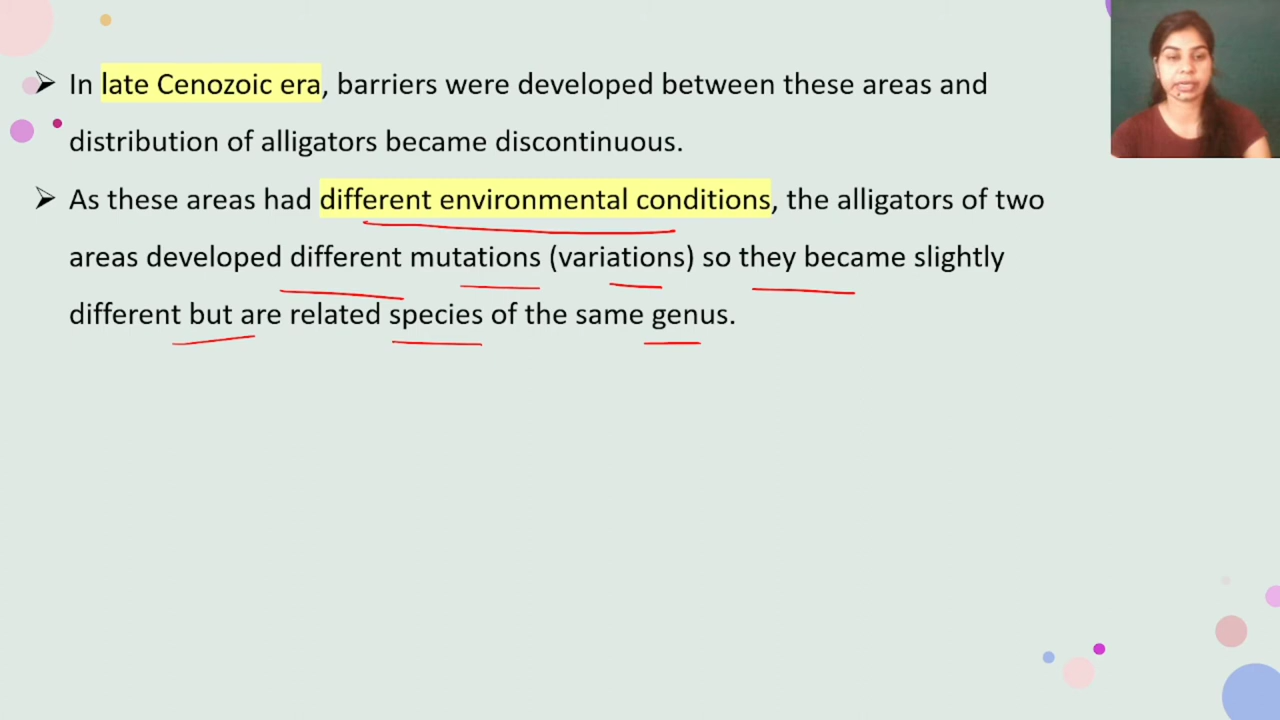 ➢ In late Cenozoic era, barriers were developed between these areas and
distribution of alligators became discontinuous.
➢ As these areas had different environmental conditions, the alligators of two
areas developed different mutations (variations) so they became slightly
different but are related species of the same genus.